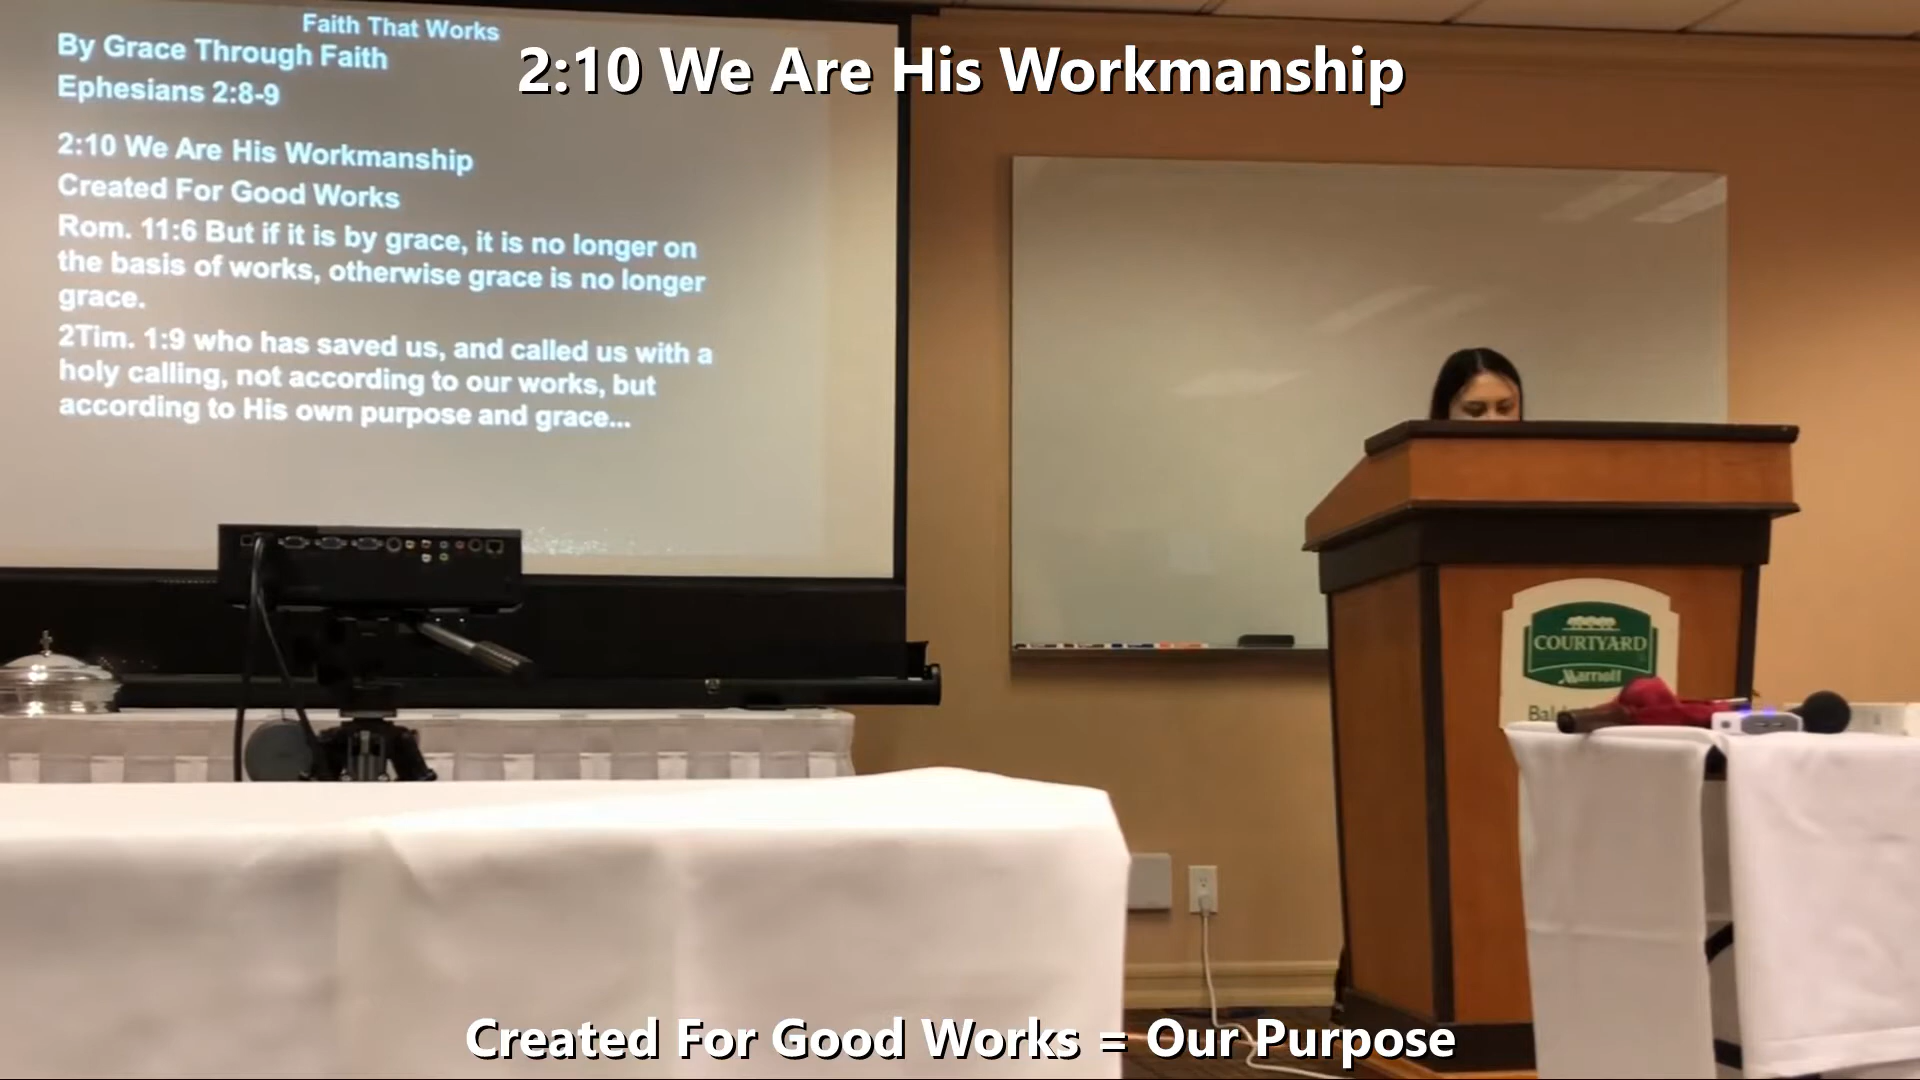 Faith That Works
By Grace Through Faith
Ephesians 2:8-9
2:10 We Are His Workmanship
Created For Good Works
Rom. 11:6 But if it is by grace, it is no longer on
the basis of works, otherwise grace is no longer
grace.
2Tim. 1:9 who has saved us, and called us with a
holy calling, not according to our works, but
according to His own purpose and grace...
2:10 We Are His Workmanship
COURTYARD
Marriott
Created For Good Works = Our Purpose